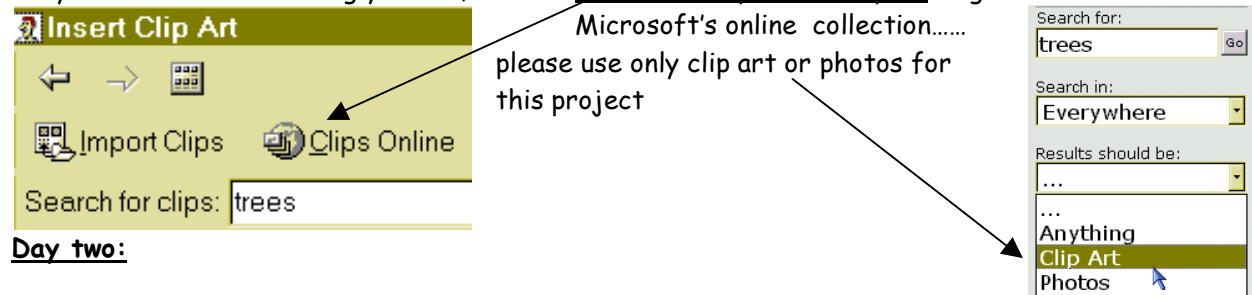 Insert Clip Art
Import Clips
Clips Online
Search for clips: trees
Microsoft's online collection……
please use only clip art or photos for
this project
Search for:
trees
Go
Search in:
Everywhere
Results should be:
...
...
Anything
Clip Art
Photos
Day two: